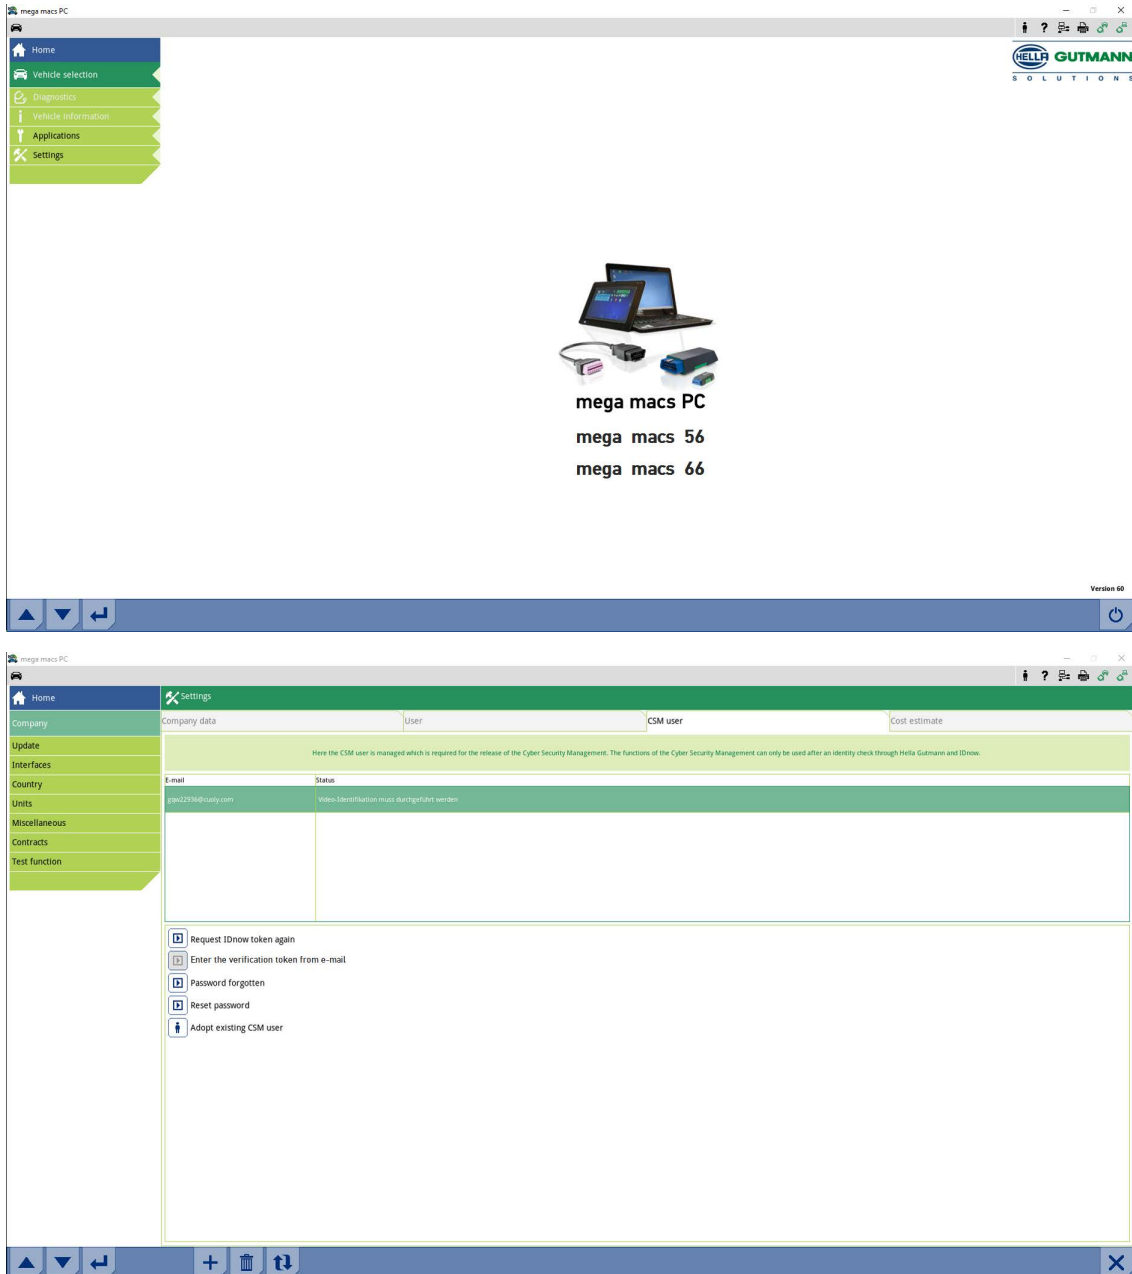 mega macs PC
Home
Vehicle selection
Diagnostics
Vehicle Information
Applications
Settings
HELLA GUTMANN
SOLUTIONS
mega macs PC
mega macs 56
mega macs 66
Version 60
mega macs PC
Home
Settings
Company
Company data
User
CSM user
Cost estimate
Update
Interfaces
Country
Units
Miscellaneous
Contracts
Test function
Here the CSM user is managed which is required for the release of the Cyber Security Management. The functions of the Cyber Security Management can only be used after an identity check through Hella Gutmann and IDnow.
E-mail
Status
gqw22936@cuoly.com
Video-Identifikation muss durchgeführt werden
Request IDnow token again
Enter the verification token from e-mail
Password forgotten
Reset password
Adopt existing CSM user